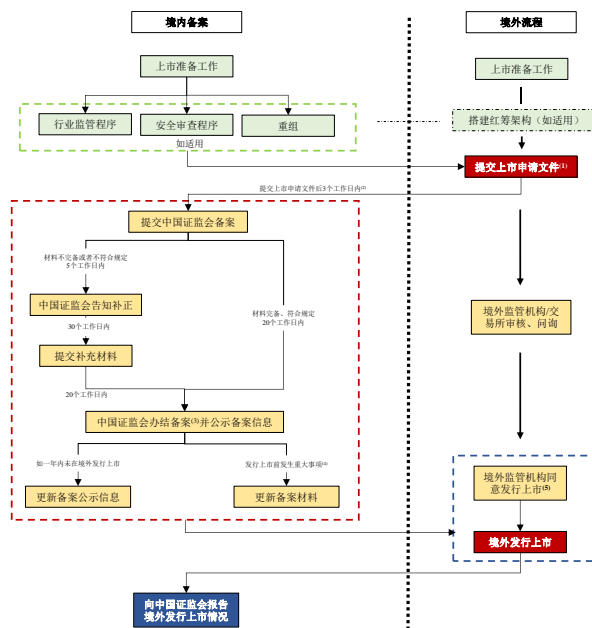 境内备案
境外流程
上市准备工作
上市准备工作
行业监管程序
安全审查程序
重组
如适用
搭建红筹架构（如适用）
提交上市申请文件(1)
提交上市申请文件后3个工作日内(2)
提交中国证监会备案
材料不完备或者不符合规定
5个工作日内
中国证监会告知补正
30个工作日内
提交补充材料
20个工作日内
材料完备、符合规定
20个工作日内
境外监管机构/交
易所审核、问询
中国证监会办结备案(3)并公示备案信息
如一年内未在境外发行上市
发行上市前发生重大事项(4)
更新备案公示信息
更新备案材料
境外监管机构同
意发行上市(5)
境外发行上市
向中国证监会报告
境外发行上市情况